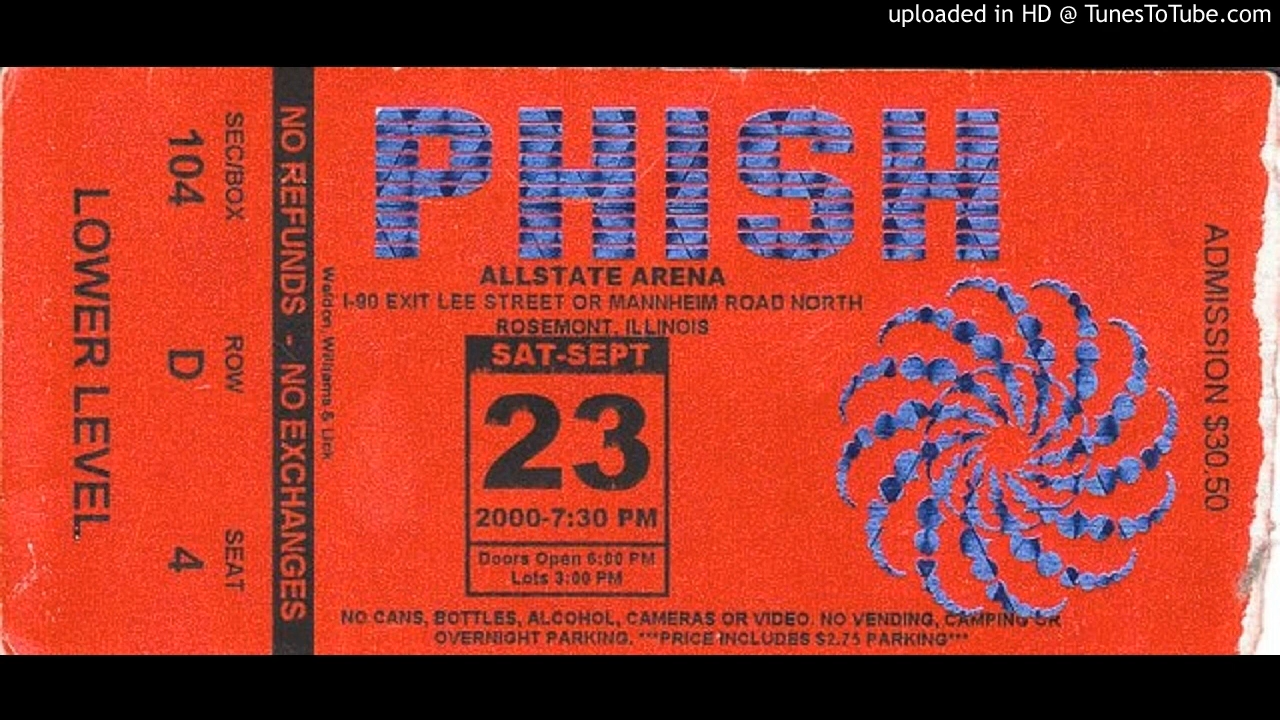 uploaded in HD @ TunesToTube.com
LOWER LEVEL
SEC/BOX ROW SEAT
104 D 4
NO REFUNDS - NO EXCHANGES
Weldon, Williams & Lick
PHISH
ALLSTATE ARENA
I-90 EXIT LEE STREET OR MANNHEIM ROAD NORTH
ROSEMONT, ILLINOIS
SAT-SEPT
23
2000-7:30 PM
Doors Open 6:00 PM
Lots 3:00 PM
NO CANS, BOTTLES, ALCOHOL, CAMERAS OR VIDEO. NO VENDING, CAMPING OR
OVERNIGHT PARKING. ***PRICE INCLUDES $2.75 PARKING***
ADMISSION $30.50